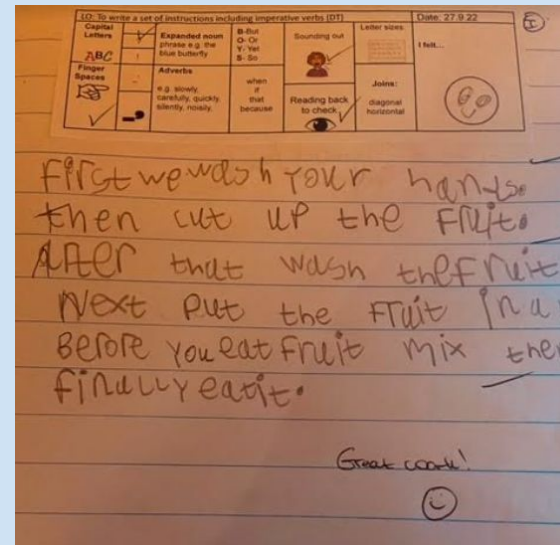 LO: To write a set of instructions including imperative verbs (DT)
Date: 27.9.22
I
Capital Letters
ABC
Finger Spaces
Expanded noun phrase e.g. the blue butterfly
Adverbs
e.g. slowly, carefully, quickly, silently, noisily,
B-But
O- Or
Y- Yet
S- So
when
if
that
because
Sounding out
Reading back to check
Letter sizes
Joins:
diagonal
horizontal
I felt...
First we wash your hands.
then cut up the fruit.
After that wash the fruit
Next put the fruit in a
Before you eat fruit mix
finally eat it.
Great work!